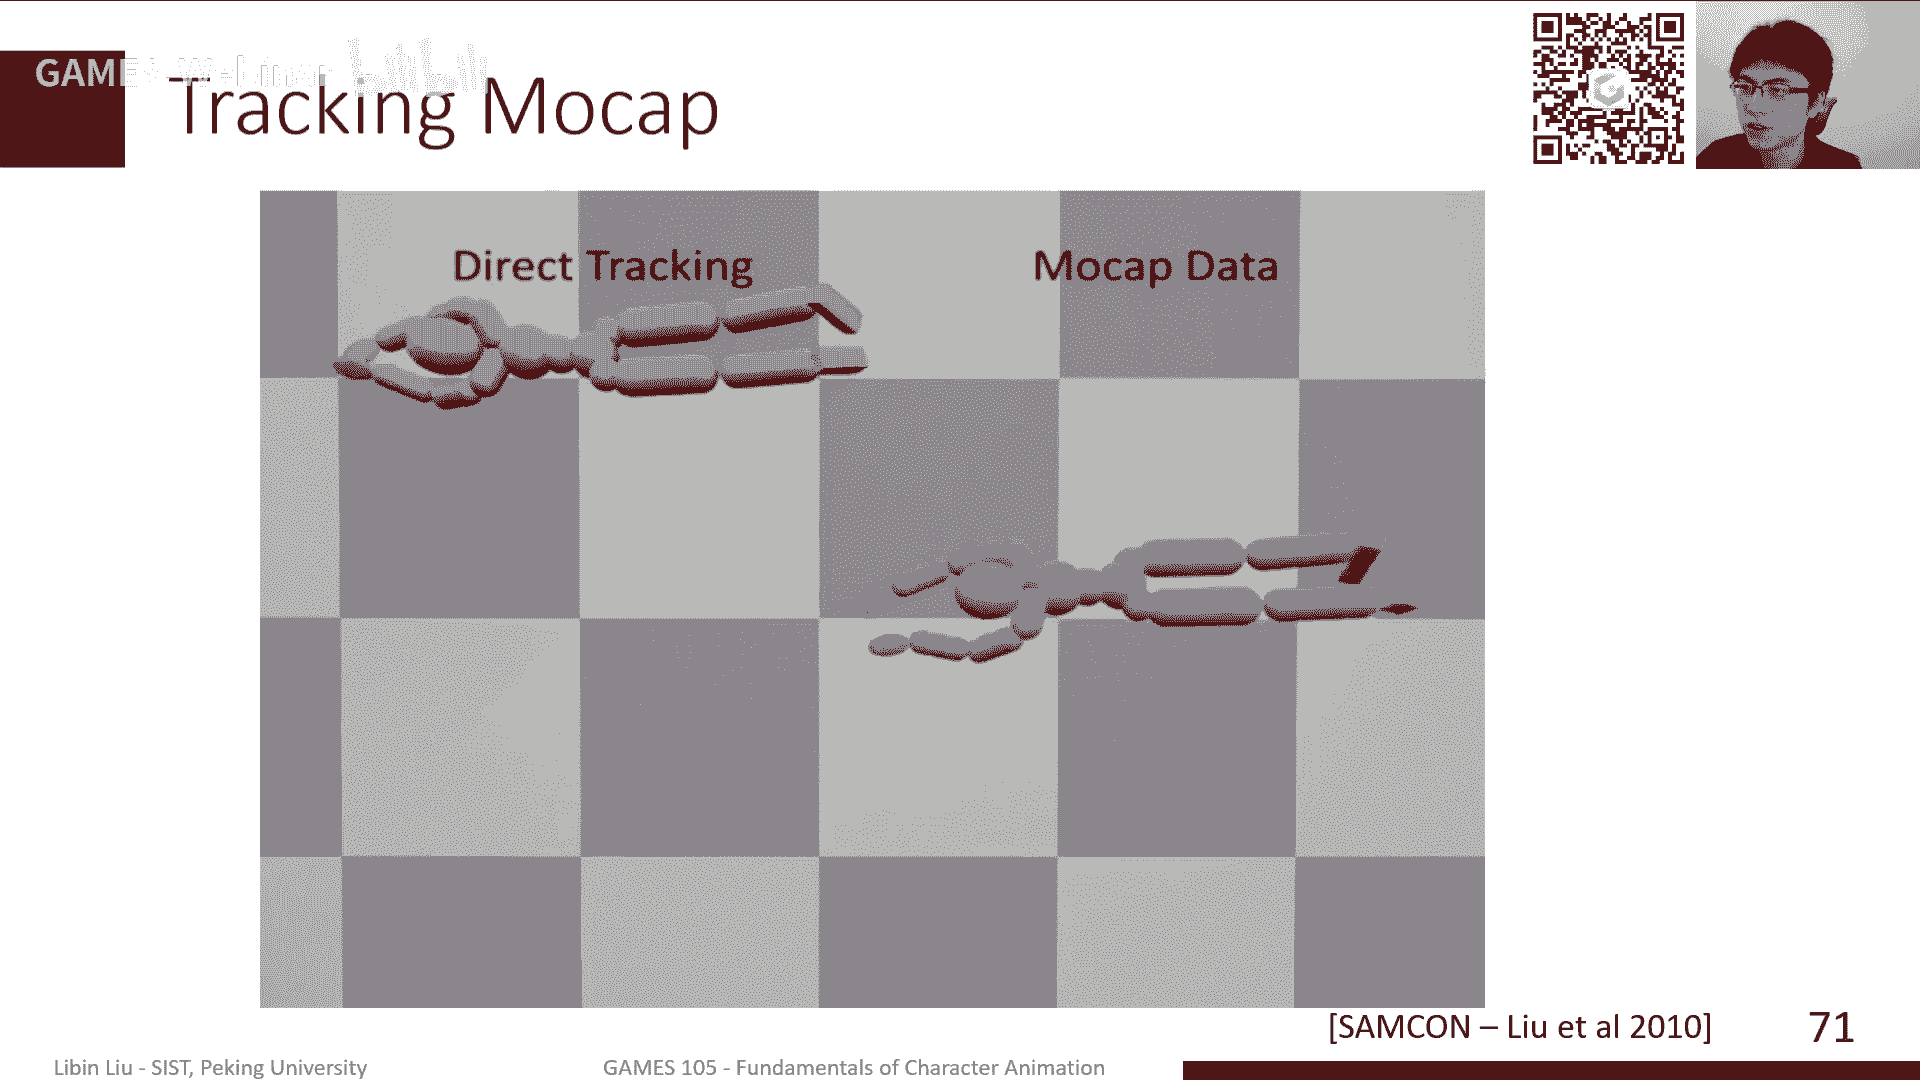 GAMES-Webinar bilibili
Tracking Mocap
Direct Tracking
Mocap Data
[SAMCON – Liu et al 2010]
71
Libin Liu - SIST, Peking University
GAMES 105 - Fundamentals of Character Animation